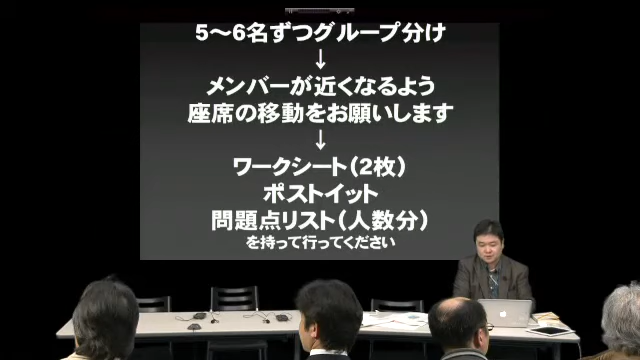 5～6名ずつグループ分け
↓
メンバーが近くなるよう
座席の移動をお願いします
↓
ワークシート（2枚）
ポストイット
問題点リスト（人数分）
を持って行ってください